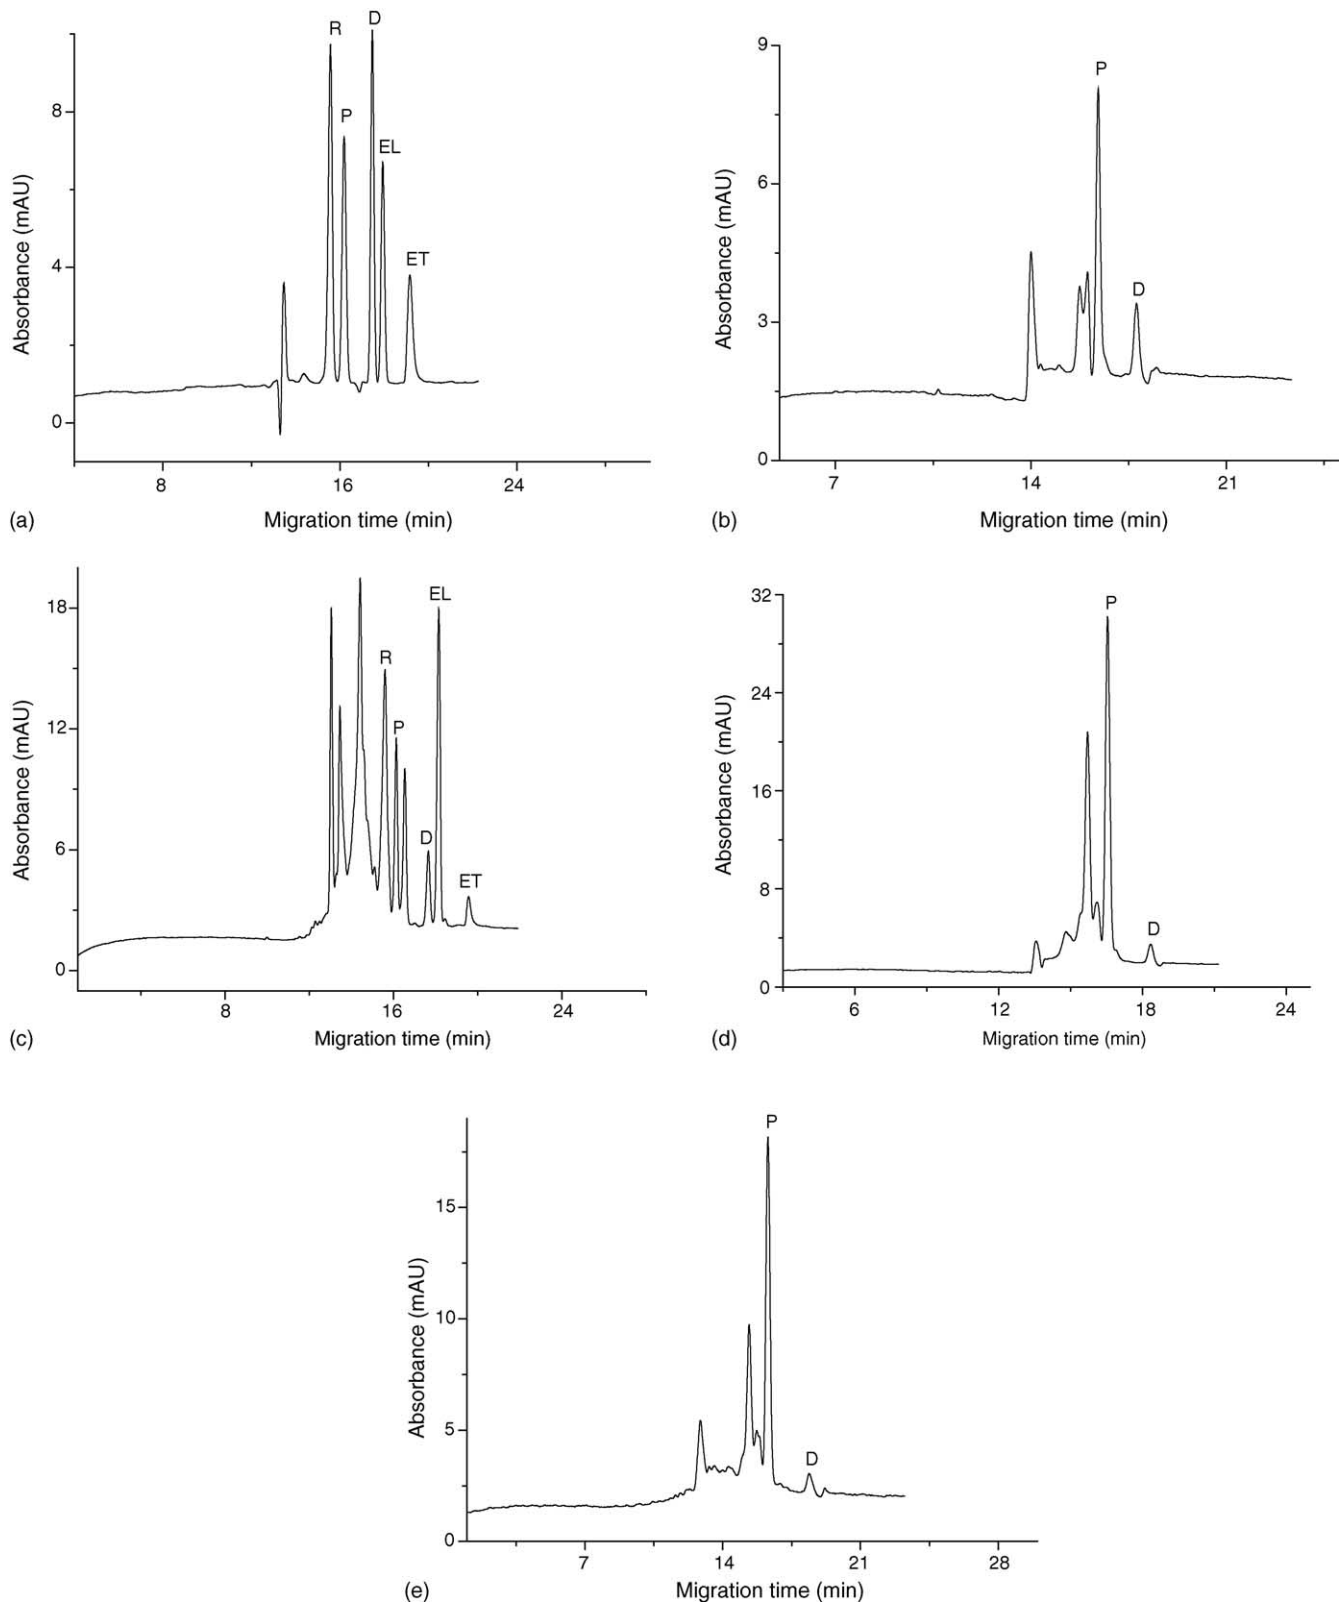 R
D
P
EL
ET
8
4
0
Absorbance (mAU)
8
16
24
(a)
Migration time (min)
9
6
3
0
Absorbance (mAU)
P
D
7
14
21
(b)
Migration time (min)
18
12
6
0
Absorbance (mAU)
EL
R
P
D
ET
8
16
24
(c)
Migration time (min)
32
24
16
8
0
Absorbance (mAU)
P
D
6
12
18
24
(d)
Migration time (min)
15
10
5
0
Absorbance (mAU)
P
D
7
14
21
28
(e)
Migration time (min)